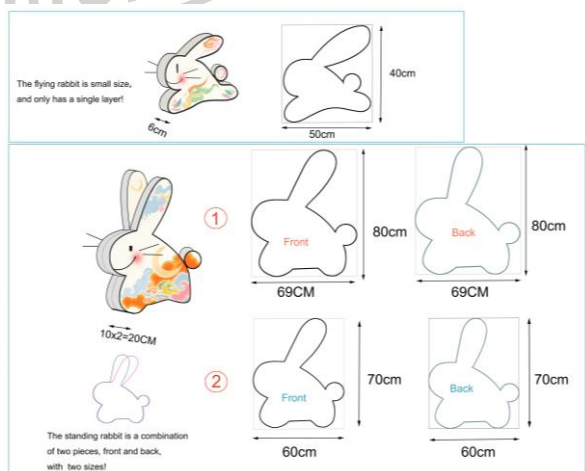 The flying rabbit is small size,
and only has a single layer!
6cm
40cm
50cm
1
Front
80cm
69CM
Back
80cm
69CM
10x2=20CM
2
Front
70cm
60cm
Back
70cm
60cm
The standing rabbit is a combination
of two pieces, front and back,
with two sizes!